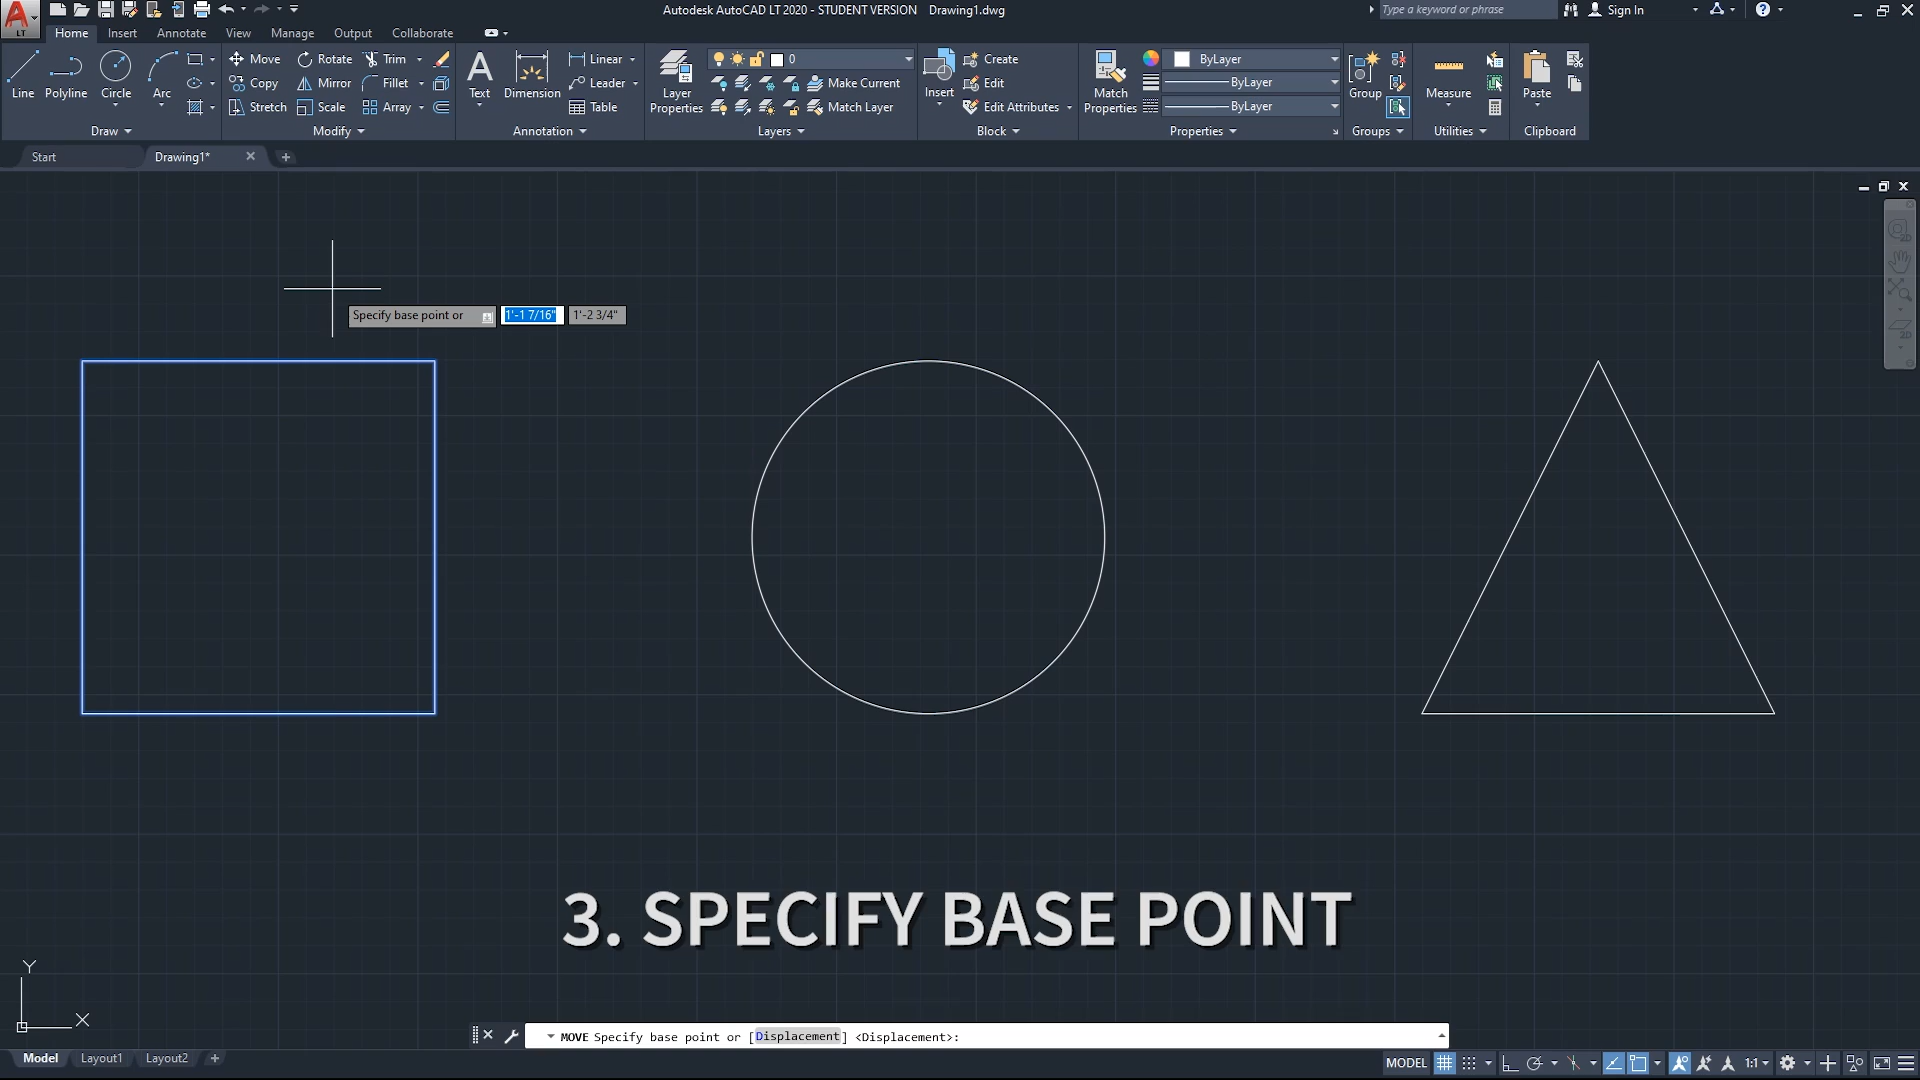 Autodesk AutoCAD LT 2020 - STUDENT VERSION Drawing1.dwg
Type a keyword or phrase
Sign In
LT
Home Insert Annotate View Manage Output Collaborate
Line Polyline Circle Arc
Draw
Move Rotate Trim
Copy Mirror Fillet
Stretch Scale Array
Modify
Text Dimension
Linear
Leader
Table
Annotation
Layer
Properties
0
Make Current
Match Layer
Layers
Insert
Create
Edit
Edit Attributes
Block
Match
Properties
ByLayer
ByLayer
ByLayer
Properties
Group
Groups
Measure
Utilities
Paste
Clipboard
Start Drawing1*
Specify base point or 1'-1 7/16" 1'-2 3/4"
2D
2D
3. SPECIFY BASE POINT
Y
X
MOVE Specify base point or [Displacement] <Displacement>:
Model Layout1 Layout2
MODEL 1:1